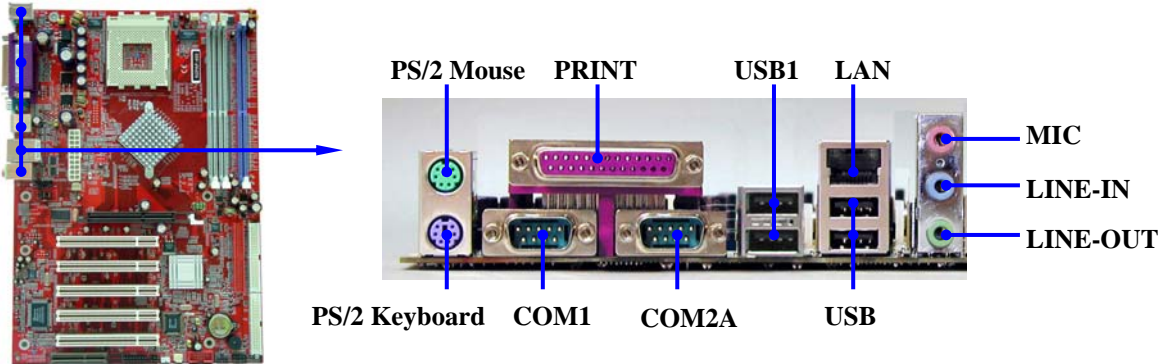 PS/2 Mouse PRINT USB1 LAN
MIC
LINE-IN
LINE-OUT
PS/2 Keyboard COM1 COM2A USB